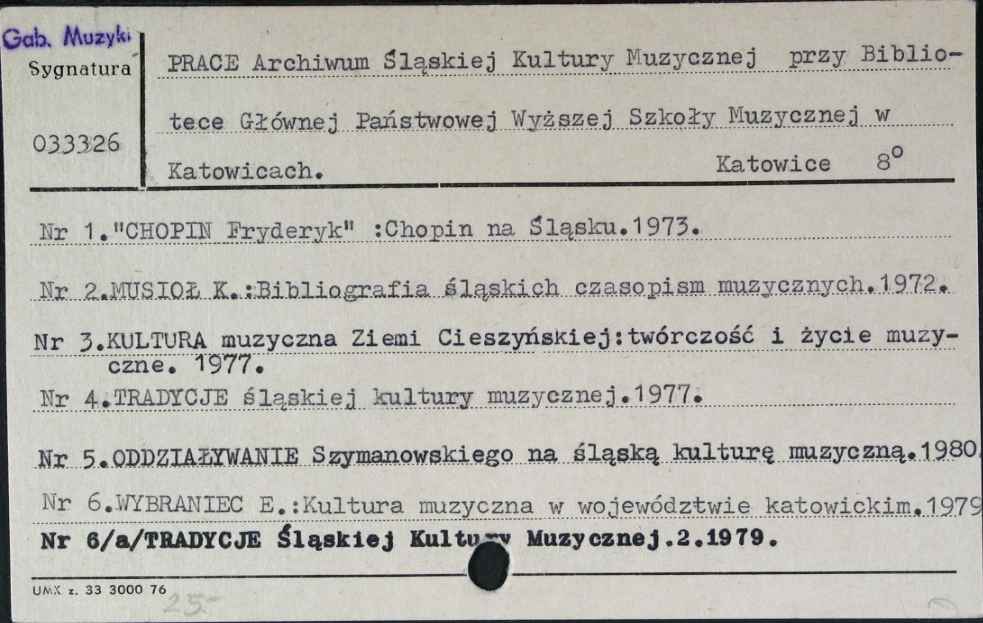 Gab. Muzyki
Sygnatura
033326
PRACE Archiwum Śląskiej Kultury Muzycznej przy Biblio-
tece Głównej Państwowej Wyższej Szkoły Muzycznej w
Katowicach. Katowice 8°
Nr 1."CHOPIN Fryderyk" :Chopin na Śląsku.1973.
Nr 2.MUSIOŁ K.:Bibliografia śląskich czasopism muzycznych.1972.
Nr 3.KULTURA muzyczna Ziemi Cieszyńskiej:twórczość i życie muzy-
czne. 1977.
Nr 4.TRADYCJE śląskiej kultury muzycznej.1977.
Nr 5.ODDZIAŁYWANIE Szymanowskiego na śląską kulturę muzyczną.1980
Nr 6.WYBRANIEC E.:Kultura muzyczna w województwie katowickim.1979
Nr 6/a/TRADYCJE Śląskiej Kultury Muzycznej.2.1979.
UMX z. 33 3000 76
25.-